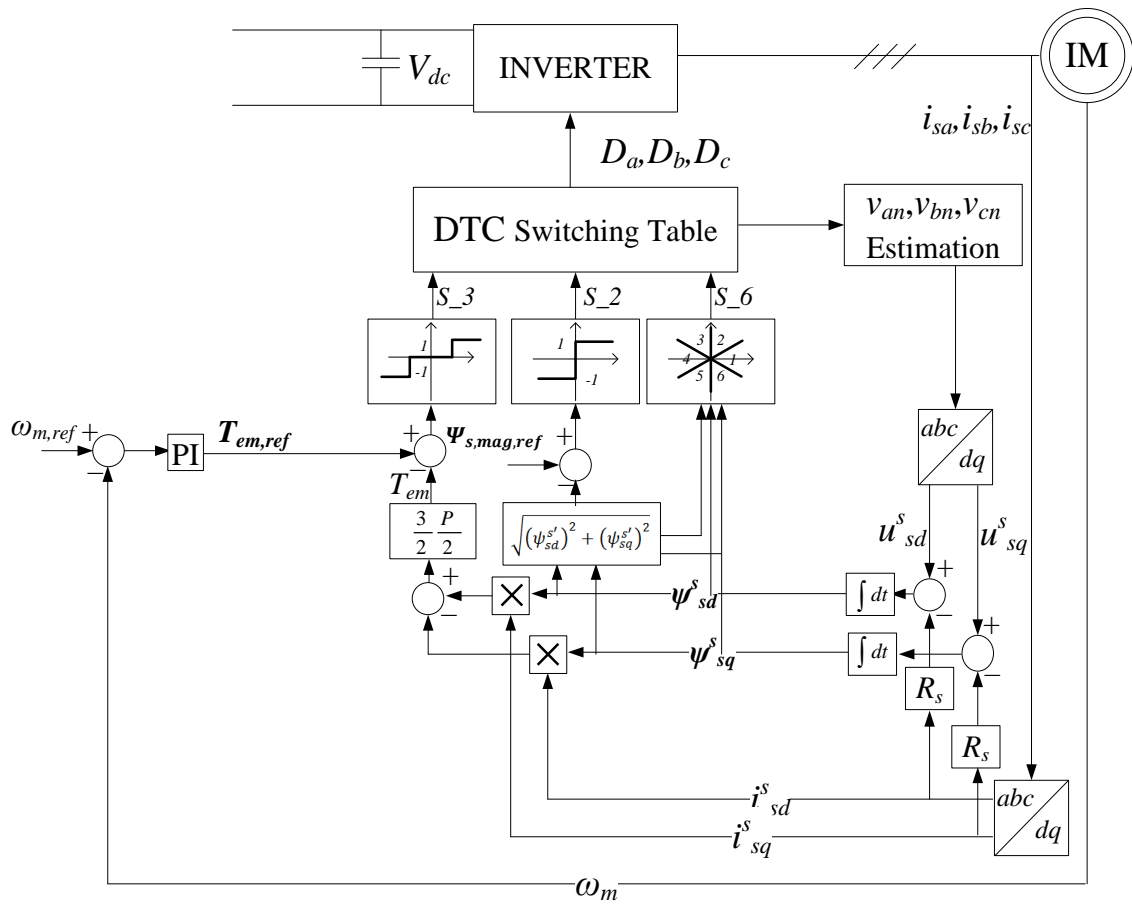 V_dc
INVERTER
IM
i_sa,i_sb,i_sc
D_a,D_b,D_c
DTC Switching Table
v_an,v_bn,v_cn
Estimation
S_3
S_2
S_6
1
-1
1
-1
3 2
4 1
5 6
ω_m,ref
+
−
PI
T_em,ref
+
−
Ψ_s,mag,ref
+
−
abc
dq
T_em
3/2 P/2
√((ψ_sd^s')^2 + (ψ_sq^s')^2)
u^s_sd
u^s_sq
+
−
×
ψ^s_sd
∫ dt
+
−
×
ψ^s_sq
∫ dt
+
−
R_s
R_s
i^s_sd
abc
dq
i^s_sq
ω_m